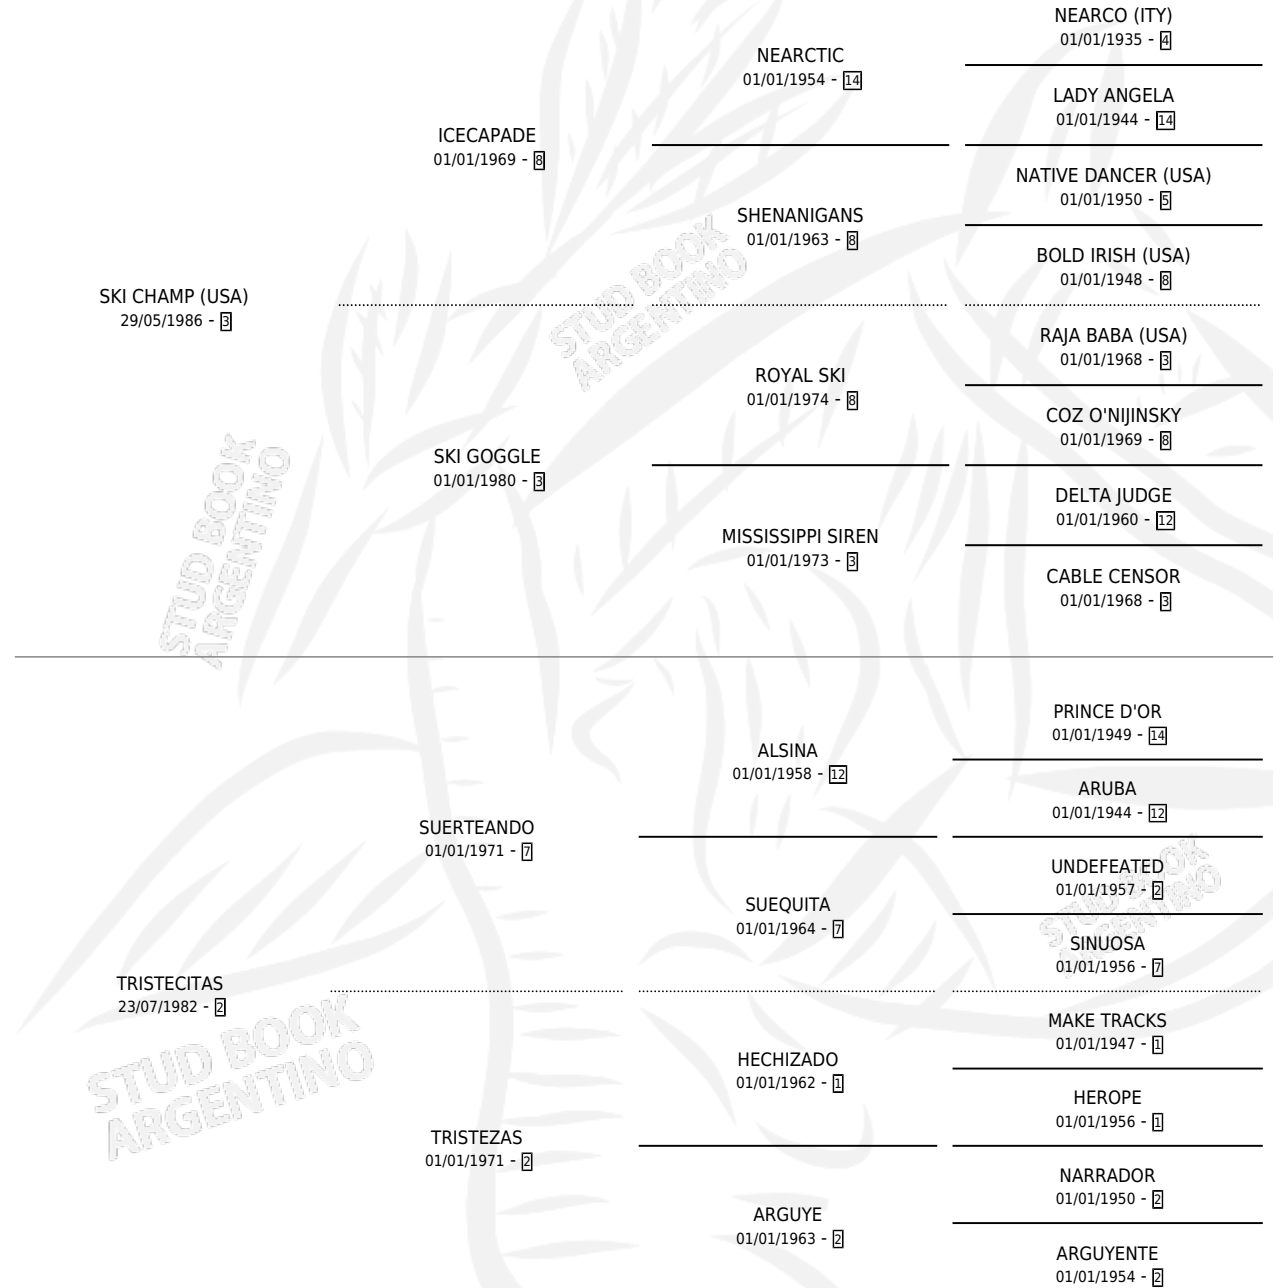 NEARCO (ITY)
01/01/1935 - 4
NEARCTIC
01/01/1954 - 14
LADY ANGELA
01/01/1944 - 14
ICECAPADE
01/01/1969 - 8
NATIVE DANCER (USA)
01/01/1950 - 5
SHENANIGANS
01/01/1963 - 8
BOLD IRISH (USA)
01/01/1948 - 8
SKI CHAMP (USA)
29/05/1986 - 3
RAJA BABA (USA)
01/01/1968 - 3
ROYAL SKI
01/01/1974 - 8
COZ O'NIJINSKY
01/01/1969 - 8
SKI GOGGLE
01/01/1980 - 3
DELTA JUDGE
01/01/1960 - 12
MISSISSIPPI SIREN
01/01/1973 - 3
CABLE CENSOR
01/01/1968 - 3
PRINCE D'OR
01/01/1949 - 14
ALSINA
01/01/1958 - 12
ARUBA
01/01/1944 - 12
SUERTEANDO
01/01/1971 - 7
UNDEFEATED
01/01/1957 - 2
SUEQUITA
01/01/1964 - 7
SINUOSA
01/01/1956 - 7
TRISTECITAS
23/07/1982 - 2
MAKE TRACKS
01/01/1947 - 1
HECHIZADO
01/01/1962 - 1
HEROPE
01/01/1956 - 1
TRISTEZAS
01/01/1971 - 2
NARRADOR
01/01/1950 - 2
ARGUYE
01/01/1963 - 2
ARGUYENTE
01/01/1954 - 2
STUD BOOK
ARGENTINO
STUD BOOK
ARGENTINO
STUD BOOK
ARGENTINO
STUD BOOK
ARGENTINO